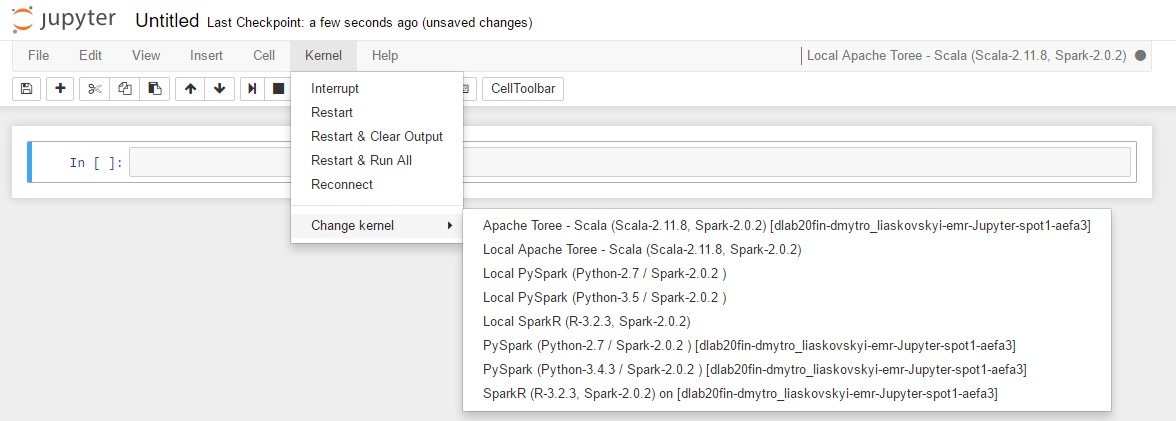 jupyter Untitled Last Checkpoint: a few seconds ago (unsaved changes)
File Edit View Insert Cell Kernel Help Local Apache Toree - Scala (Scala-2.11.8, Spark-2.0.2)
CellToolbar
Interrupt
Restart
Restart & Clear Output
Restart & Run All
Reconnect
In [ ]:
Change kernel
Apache Toree - Scala (Scala-2.11.8, Spark-2.0.2) [dlab20fin-dmytro_liaskovskyi-emr-Jupyter-spot1-aefa3]
Local Apache Toree - Scala (Scala-2.11.8, Spark-2.0.2)
Local PySpark (Python-2.7 / Spark-2.0.2 )
Local PySpark (Python-3.5 / Spark-2.0.2 )
Local SparkR (R-3.2.3, Spark-2.0.2)
PySpark (Python-2.7 / Spark-2.0.2 ) [dlab20fin-dmytro_liaskovskyi-emr-Jupyter-spot1-aefa3]
PySpark (Python-3.4.3 / Spark-2.0.2 ) [dlab20fin-dmytro_liaskovskyi-emr-Jupyter-spot1-aefa3]
SparkR (R-3.2.3, Spark-2.0.2) on [dlab20fin-dmytro_liaskovskyi-emr-Jupyter-spot1-aefa3]